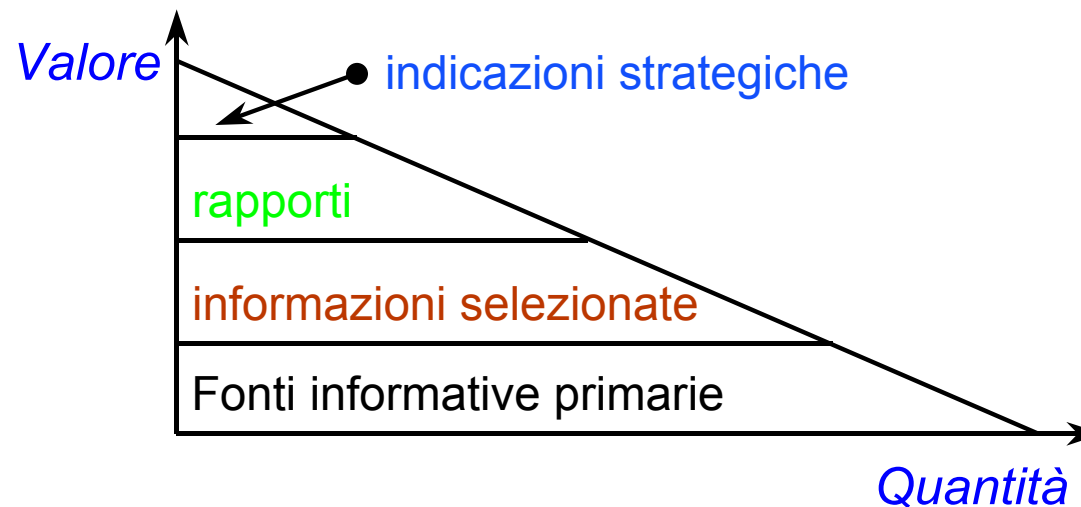 Valore
indicazioni strategiche
rapporti
informazioni selezionate
Fonti informative primarie
Quantità